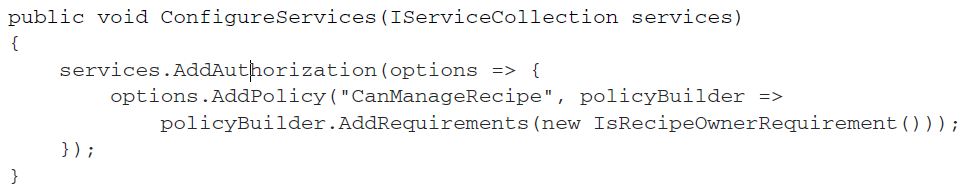 public void ConfigureServices(IServiceCollection services)
{
    services.AddAuthorization(options => {
        options.AddPolicy("CanManageRecipe", policyBuilder =>
            policyBuilder.AddRequirements(new IsRecipeOwnerRequirement()));
    });
}